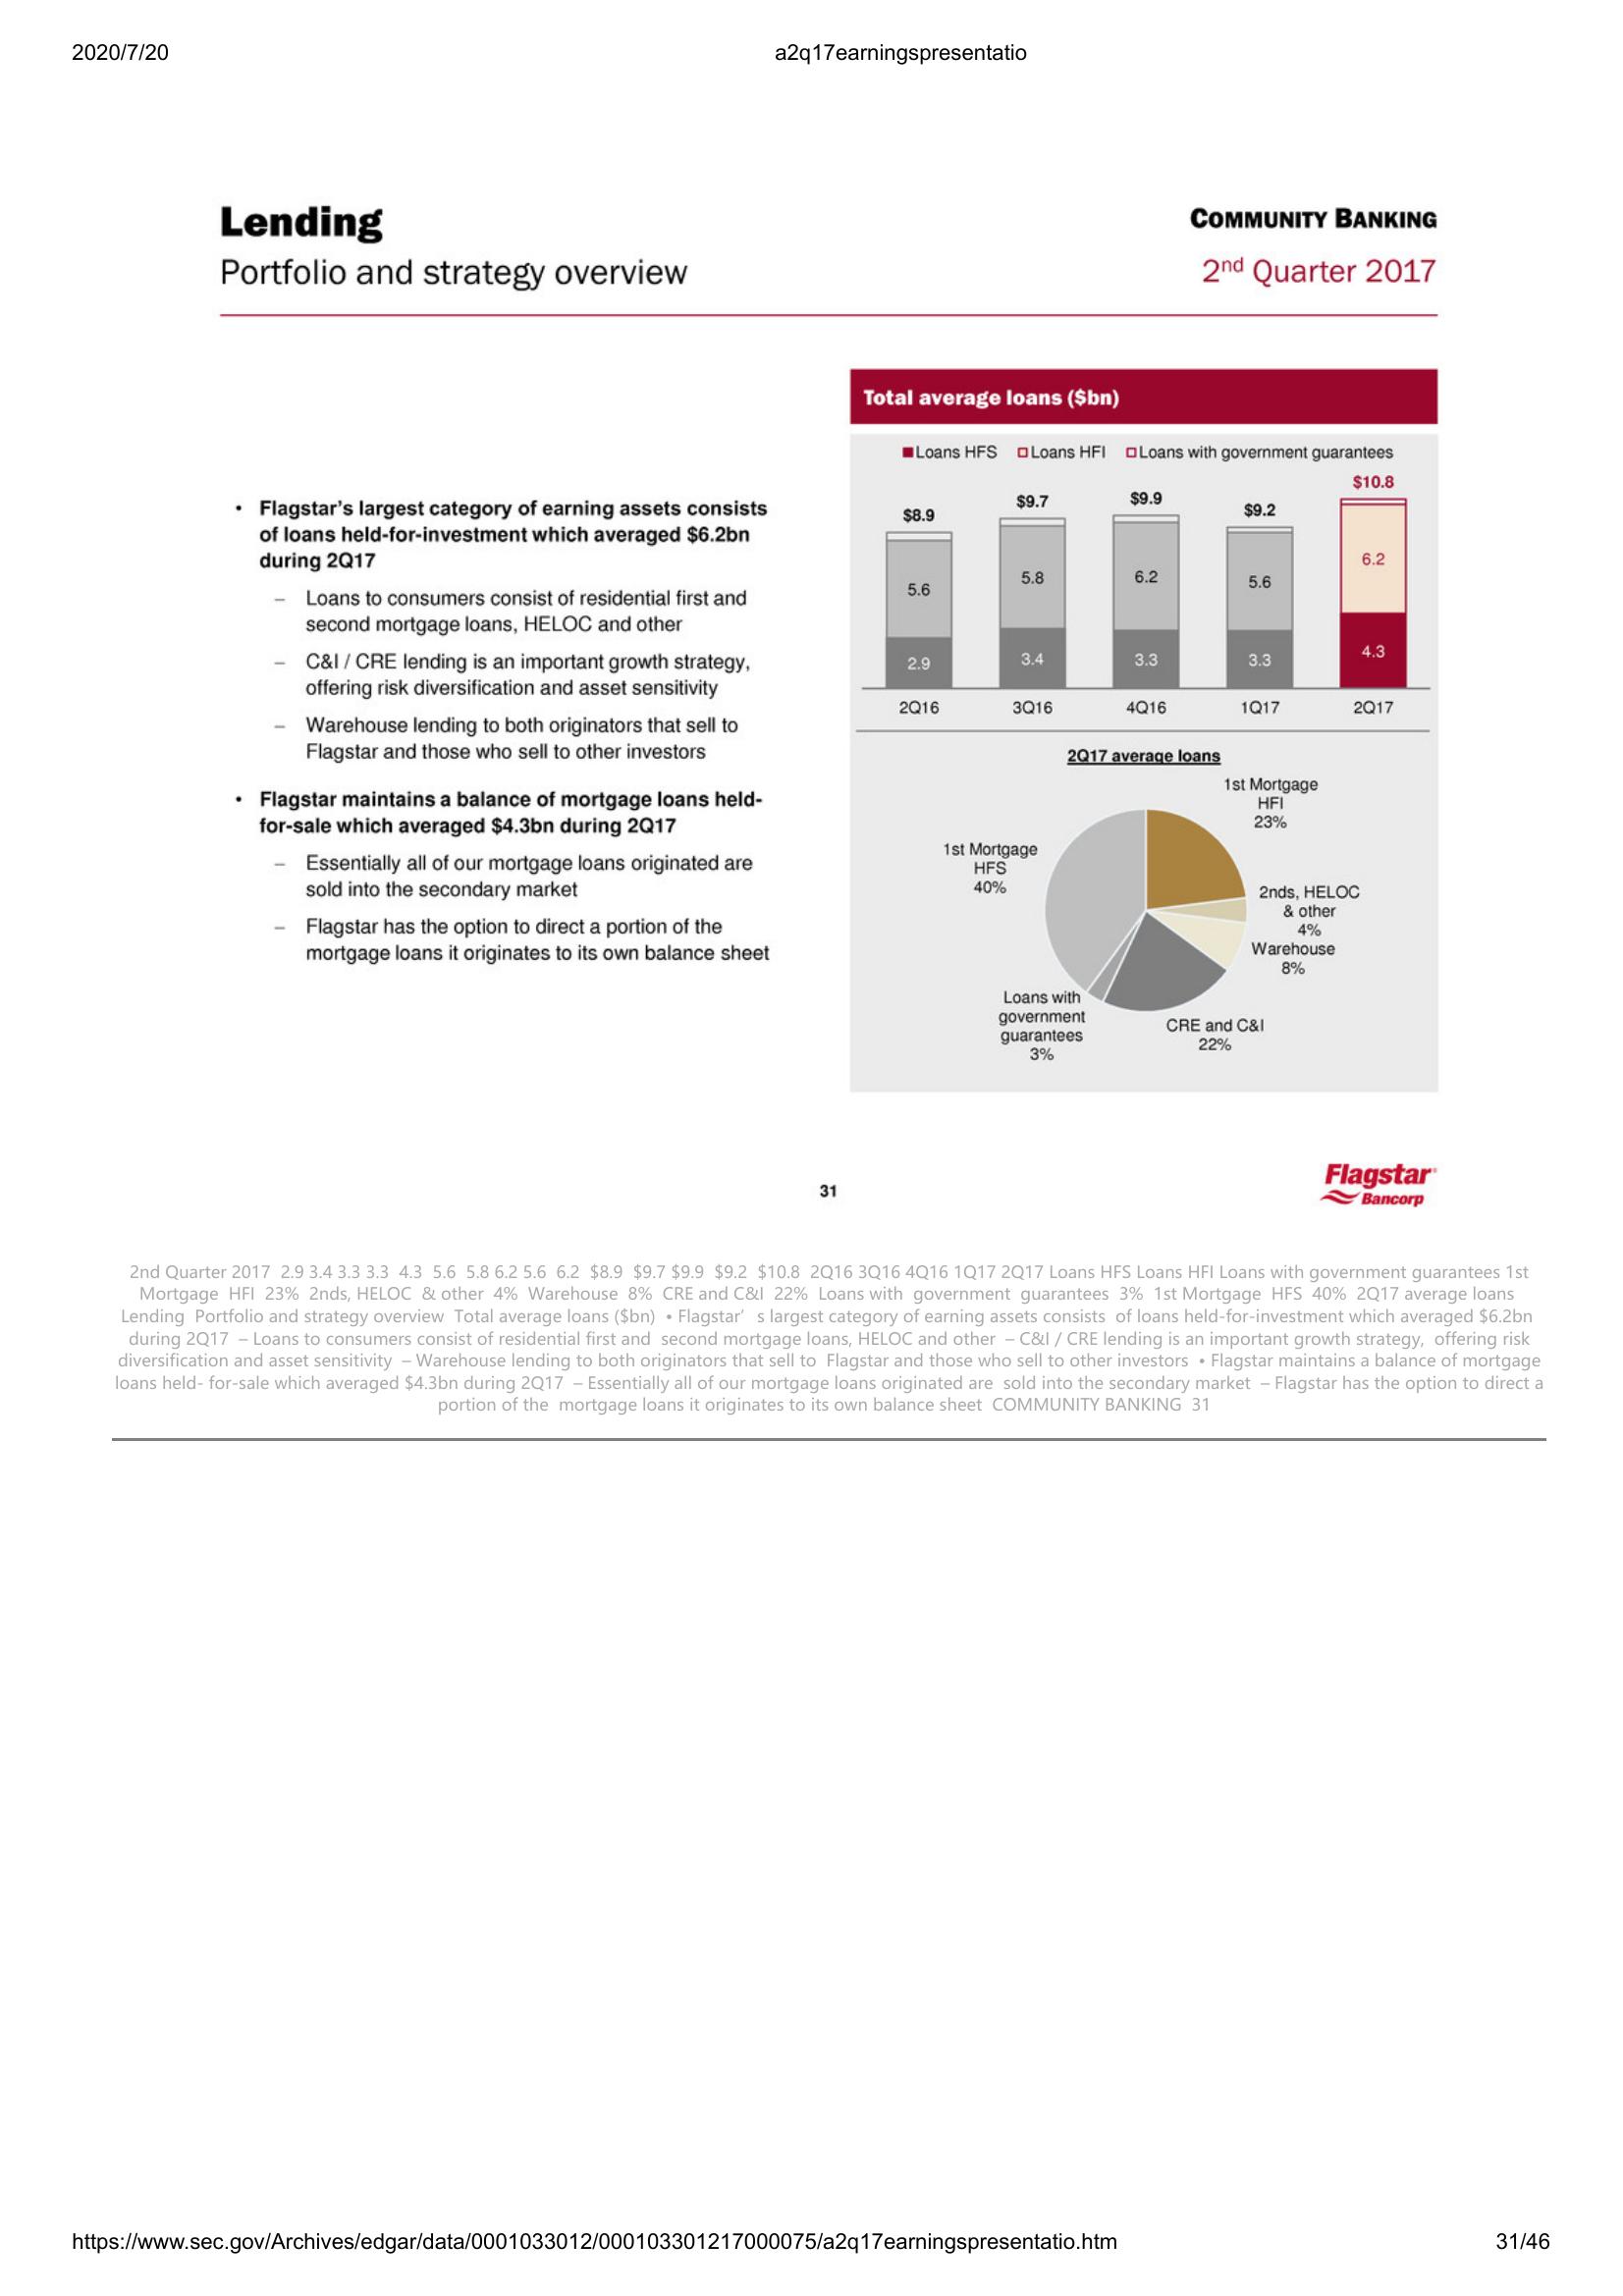 2020/7/20
a2q17earningspresentatio
Lending
COMMUNITY BANKING
Portfolio and strategy overview
2nd Quarter 2017
• Flagstar's largest category of earning assets consists
of loans held-for-investment which averaged $6.2bn
during 2Q17
– Loans to consumers consist of residential first and
second mortgage loans, HELOC and other
– C&I / CRE lending is an important growth strategy,
offering risk diversification and asset sensitivity
– Warehouse lending to both originators that sell to
Flagstar and those who sell to other investors
• Flagstar maintains a balance of mortgage loans held-
for-sale which averaged $4.3bn during 2Q17
– Essentially all of our mortgage loans originated are
sold into the secondary market
– Flagstar has the option to direct a portion of the
mortgage loans it originates to its own balance sheet
Total average loans ($bn)
Loans HFS Loans HFI Loans with government guarantees
$8.9 $9.7 $9.9 $9.2 $10.8
5.6 5.8 6.2 5.6 6.2
2.9 3.4 3.3 3.3 4.3
2Q16 3Q16 4Q16 1Q17 2Q17
2Q17 average loans
1st Mortgage
HFI
23%
2nds, HELOC
& other
4%
Warehouse
8%
CRE and C&I
22%
Loans with
government
guarantees
3%
1st Mortgage
HFS
40%
31
Flagstar
Bancorp
2nd Quarter 2017 2.9 3.4 3.3 3.3 4.3 5.6 5.8 6.2 5.6 6.2 $8.9 $9.7 $9.9 $9.2 $10.8 2Q16 3Q16 4Q16 1Q17 2Q17 Loans HFS Loans HFI Loans with government guarantees 1st
Mortgage HFI 23% 2nds, HELOC & other 4% Warehouse 8% CRE and C&I 22% Loans with government guarantees 3% 1st Mortgage HFS 40% 2Q17 average loans
Lending Portfolio and strategy overview Total average loans ($bn) • Flagstar’ s largest category of earning assets consists of loans held-for-investment which averaged $6.2bn
during 2Q17 – Loans to consumers consist of residential first and second mortgage loans, HELOC and other – C&I / CRE lending is an important growth strategy, offering risk
diversification and asset sensitivity – Warehouse lending to both originators that sell to Flagstar and those who sell to other investors • Flagstar maintains a balance of mortgage
loans held- for-sale which averaged $4.3bn during 2Q17 – Essentially all of our mortgage loans originated are sold into the secondary market – Flagstar has the option to direct a
portion of the mortgage loans it originates to its own balance sheet COMMUNITY BANKING 31
https://www.sec.gov/Archives/edgar/data/0001033012/000103301217000075/a2q17earningspresentatio.htm
31/46